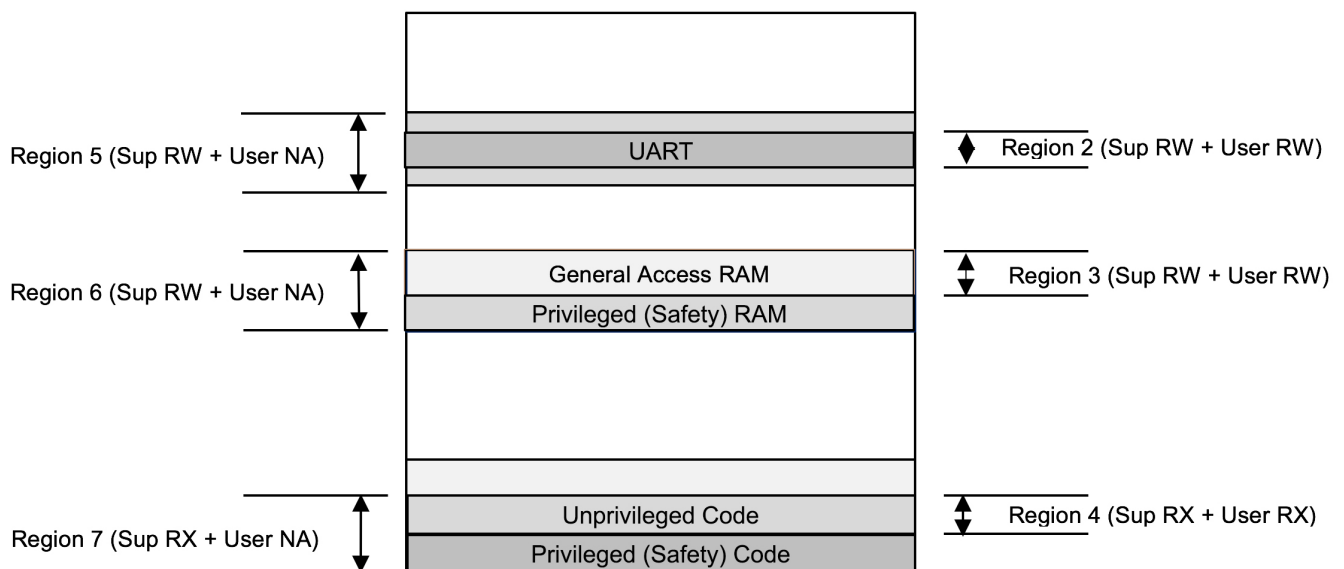 Region 5 (Sup RW + User NA)
UART
Region 2 (Sup RW + User RW)
General Access RAM
Region 3 (Sup RW + User RW)
Region 6 (Sup RW + User NA)
Privileged (Safety) RAM
Unprivileged Code
Region 4 (Sup RX + User RX)
Region 7 (Sup RX + User NA)
Privileged (Safety) Code